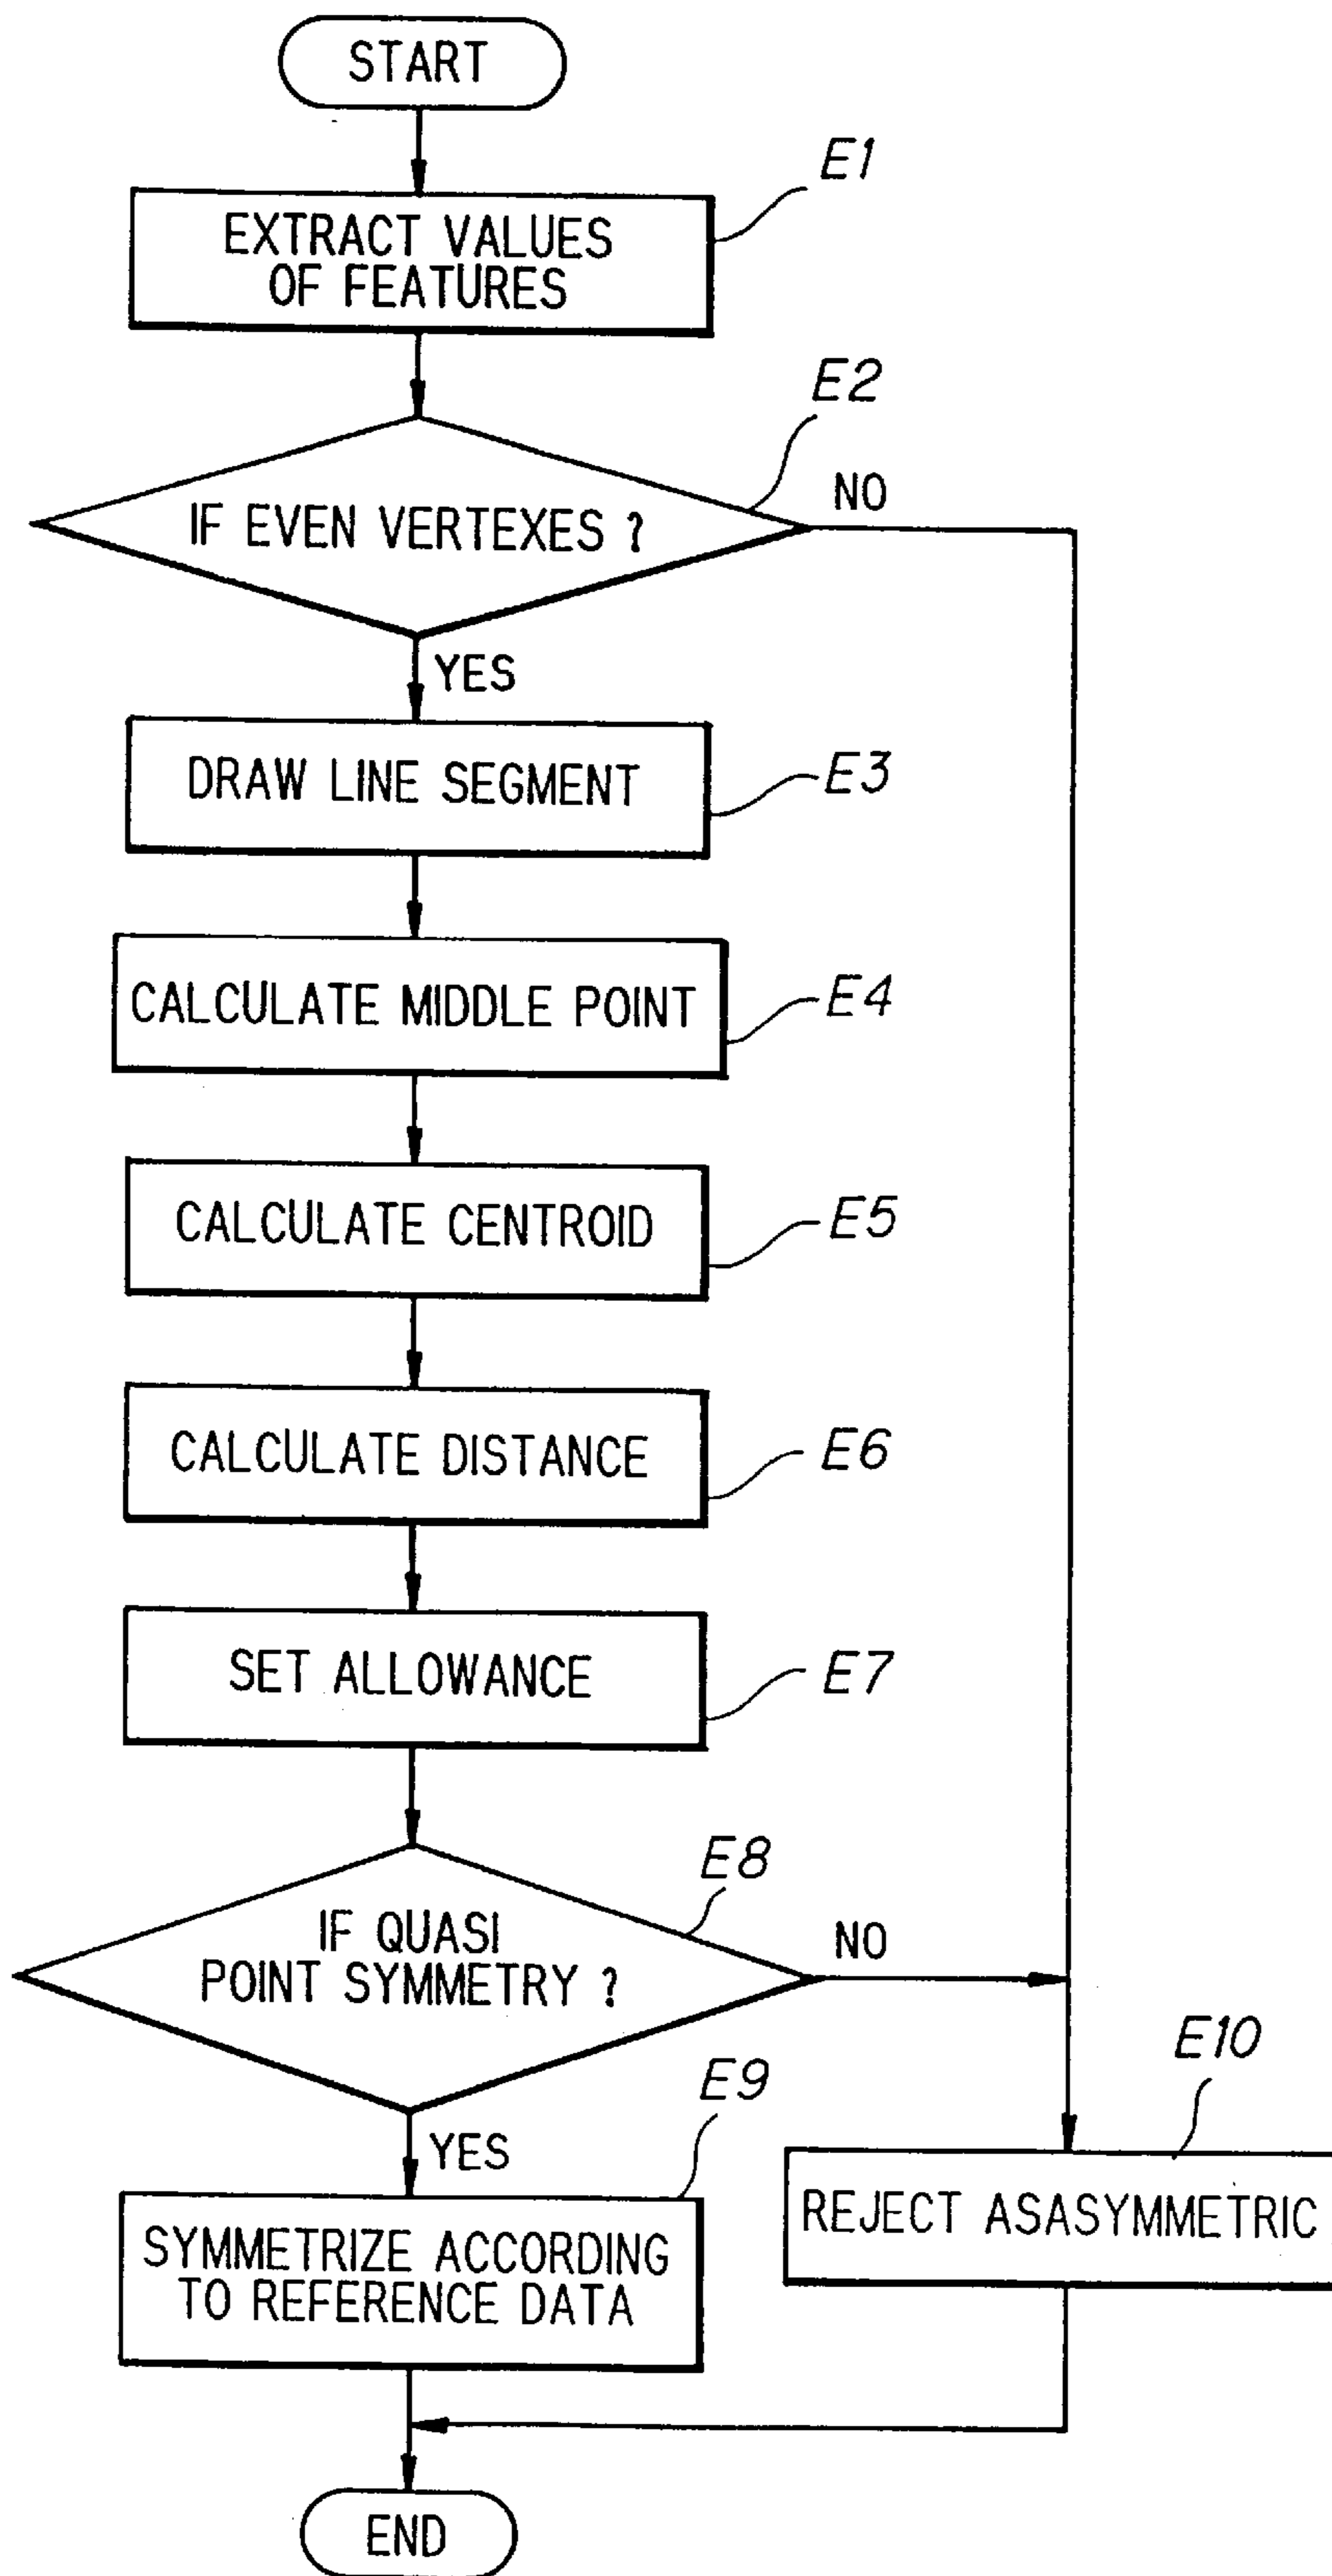 START
E1
EXTRACT VALUES
OF FEATURES
E2
IF EVEN VERTEXES ?
NO
YES
DRAW LINE SEGMENT
E3
CALCULATE MIDDLE POINT
E4
CALCULATE CENTROID
E5
CALCULATE DISTANCE
E6
SET ALLOWANCE
E7
E8
IF QUASI
POINT SYMMETRY ?
NO
YES
E9
E10
SYMMETRIZE ACCORDING
TO REFERENCE DATA
REJECT ASASYMMETRIC
END